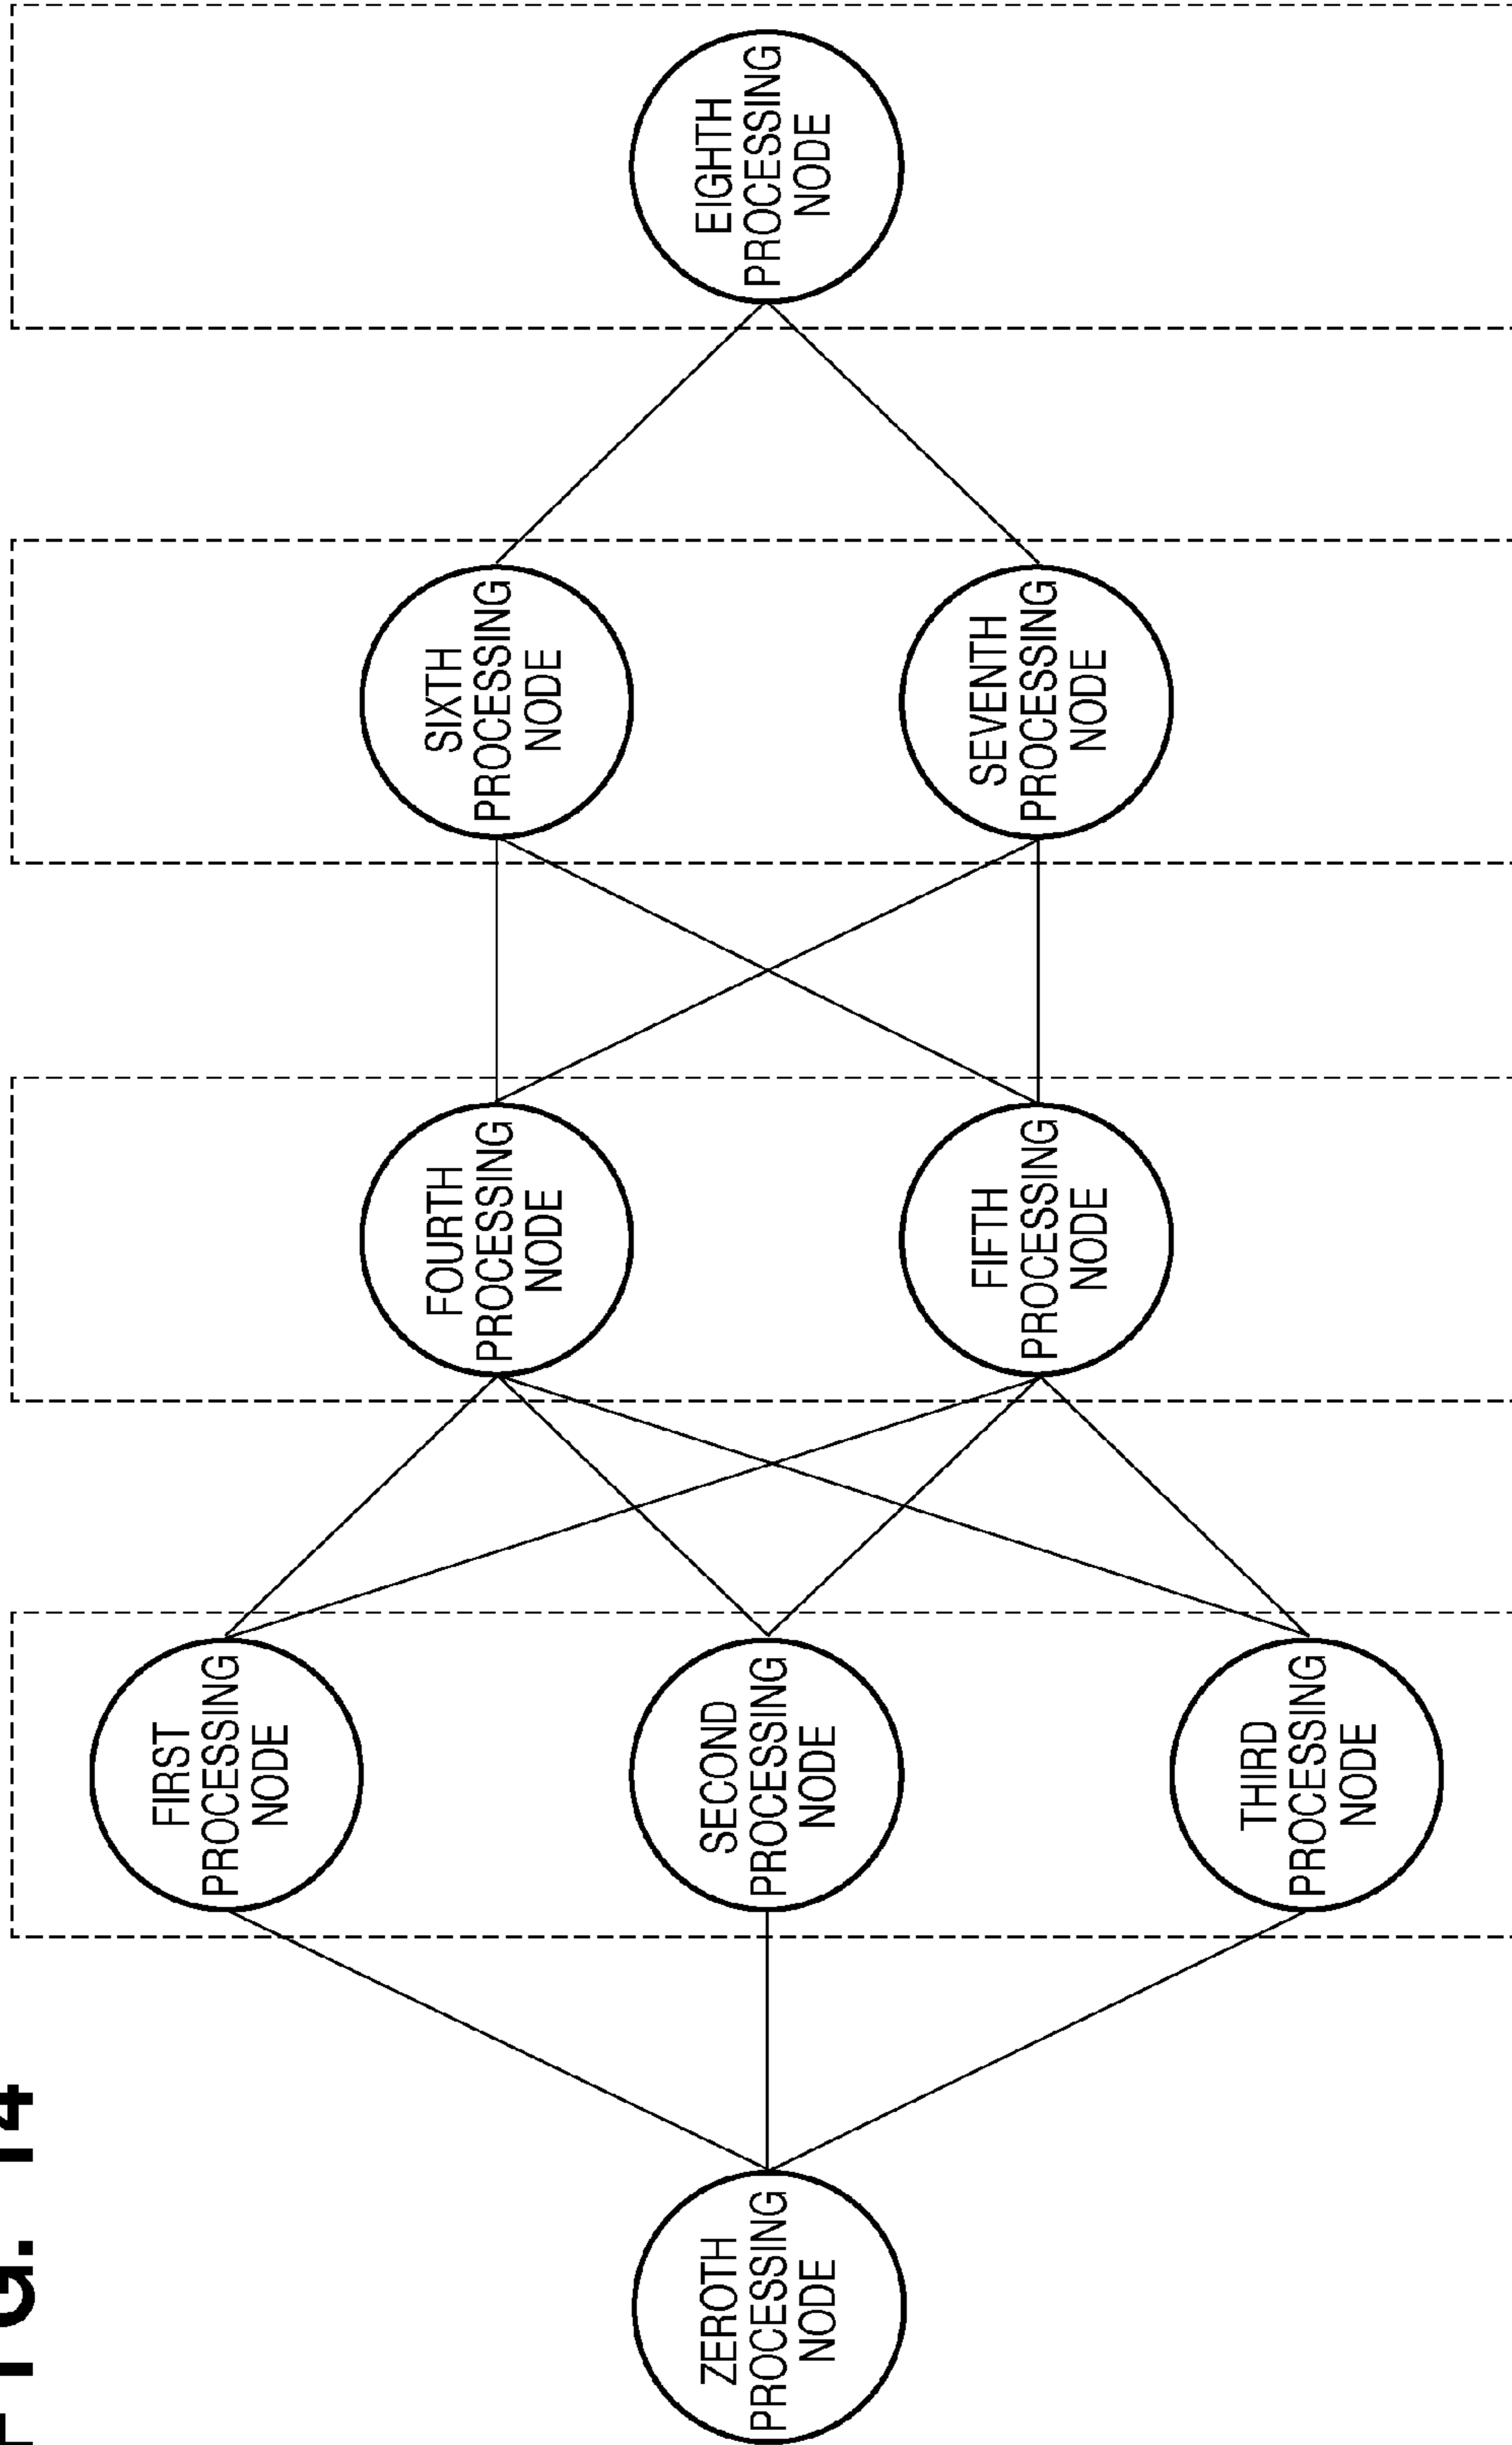 FIG. 14
ZEROTH
PROCESSING
NODE
FIRST
PROCESSING
NODE
SECOND
PROCESSING
NODE
THIRD
PROCESSING
NODE
FOURTH
PROCESSING
NODE
FIFTH
PROCESSING
NODE
SIXTH
PROCESSING
NODE
SEVENTH
PROCESSING
NODE
EIGHTH
PROCESSING
NODE